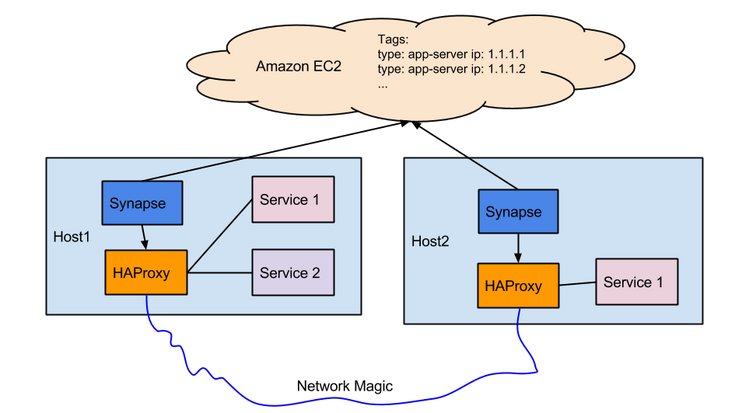 Amazon EC2
Tags:
type: app-server ip: 1.1.1.1
type: app-server ip: 1.1.1.2
...
Host1
Synapse
HAProxy
Service 1
Service 2
Host2
Synapse
HAProxy
Service 1
Network Magic